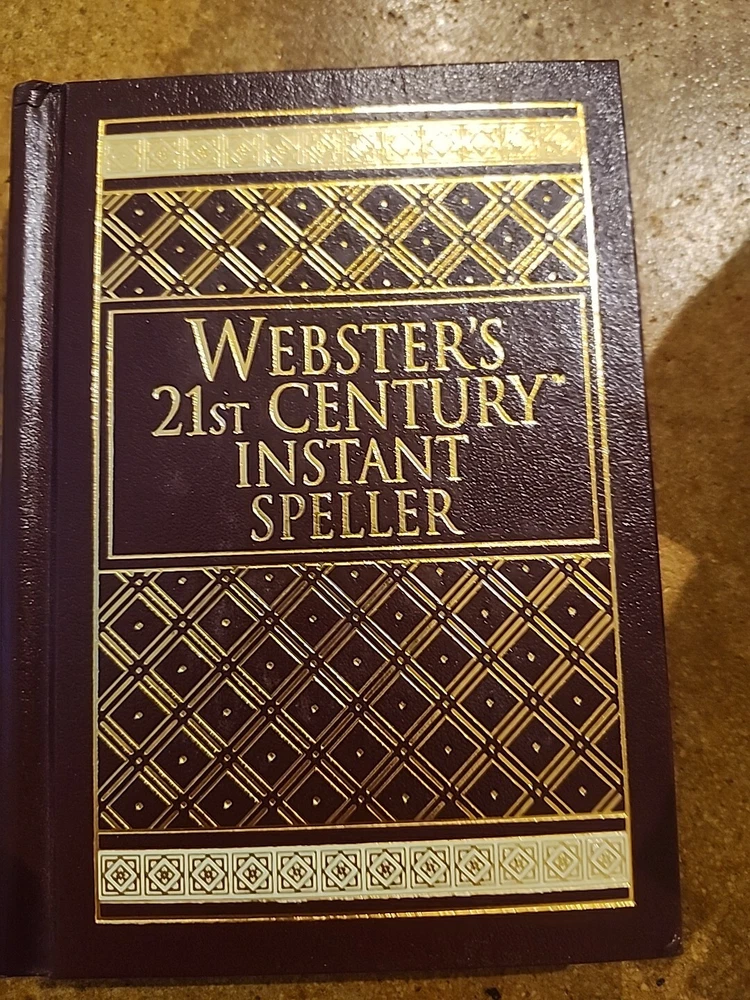 WEBSTER'S
21ST CENTURY™
INSTANT
SPELLER